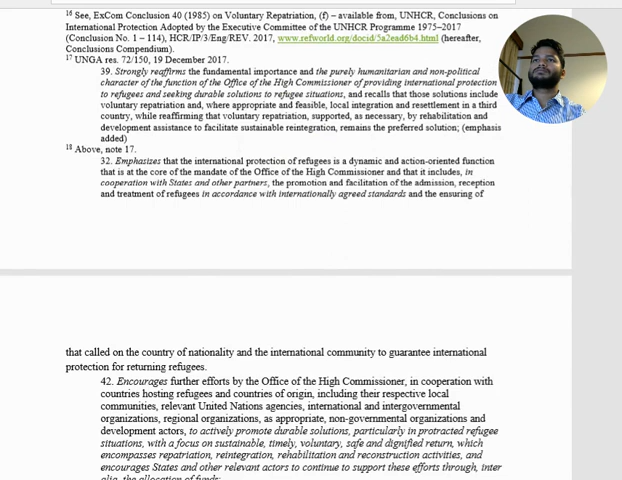 16 See, ExCom Conclusion 40 (1985) on Voluntary Repatriation, (f) – available from, UNHCR, Conclusions on
International Protection Adopted by the Executive Committee of the UNHCR Programme 1975–2017
(Conclusion No. 1 – 114), HCR/IP/3/Eng/REV. 2017, www.refworld.org/docid/5a2ead6b4.html (hereafter,
Conclusions Compendium).
17 UNGA res. 72/150, 19 December 2017.
39. Strongly reaffirms the fundamental importance and the purely humanitarian and non-political
character of the function of the Office of the High Commissioner of providing international protection
to refugees and seeking durable solutions to refugee situations, and recalls that those solutions include
voluntary repatriation and, where appropriate and feasible, local integration and resettlement in a third
country, while reaffirming that voluntary repatriation, supported, as necessary, by rehabilitation and
development assistance to facilitate sustainable reintegration, remains the preferred solution; (emphasis
added)
18 Above, note 17.
32. Emphasizes that the international protection of refugees is a dynamic and action-oriented function
that is at the core of the mandate of the Office of the High Commissioner and that it includes, in
cooperation with States and other partners, the promotion and facilitation of the admission, reception
and treatment of refugees in accordance with internationally agreed standards and the ensuring of
that called on the country of nationality and the international community to guarantee international
protection for returning refugees.
42. Encourages further efforts by the Office of the High Commissioner, in cooperation with
countries hosting refugees and countries of origin, including their respective local
communities, relevant United Nations agencies, international and intergovernmental
organizations, regional organizations, as appropriate, non-governmental organizations and
development actors, to actively promote durable solutions, particularly in protracted refugee
situations, with a focus on sustainable, timely, voluntary, safe and dignified return, which
encompasses repatriation, reintegration, rehabilitation and reconstruction activities, and
encourages States and other relevant actors to continue to support these efforts through, inter
alia, the allocation of funds;